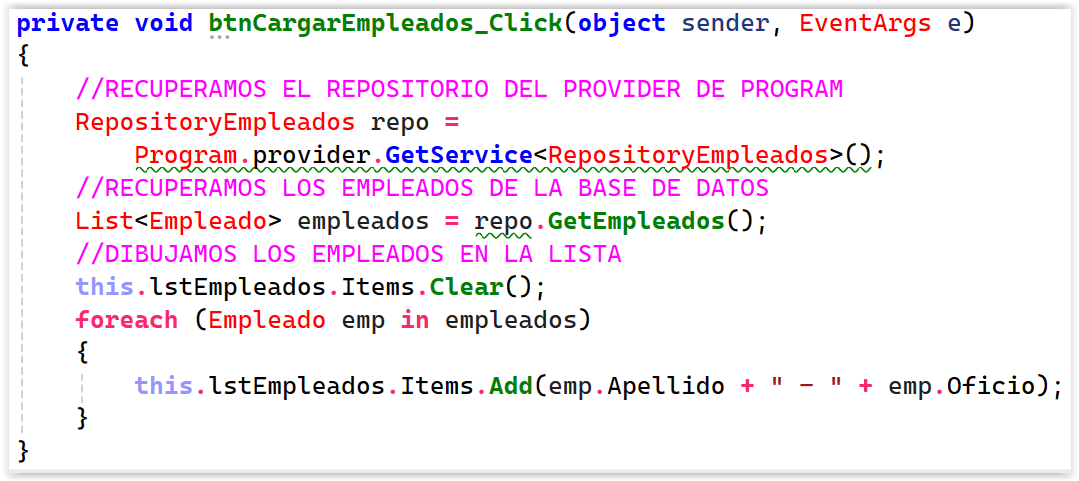 private void btnCargarEmpleados_Click(object sender, EventArgs e)
{
    //RECUPERAMOS EL REPOSITORIO DEL PROVIDER DE PROGRAM
    RepositoryEmpleados repo =
        Program.provider.GetService<RepositoryEmpleados>();
    //RECUPERAMOS LOS EMPLEADOS DE LA BASE DE DATOS
    List<Empleado> empleados = repo.GetEmpleados();
    //DIBUJAMOS LOS EMPLEADOS EN LA LISTA
    this.lstEmpleados.Items.Clear();
    foreach (Empleado emp in empleados)
    {
        this.lstEmpleados.Items.Add(emp.Apellido + " - " + emp.Oficio);
    }
}